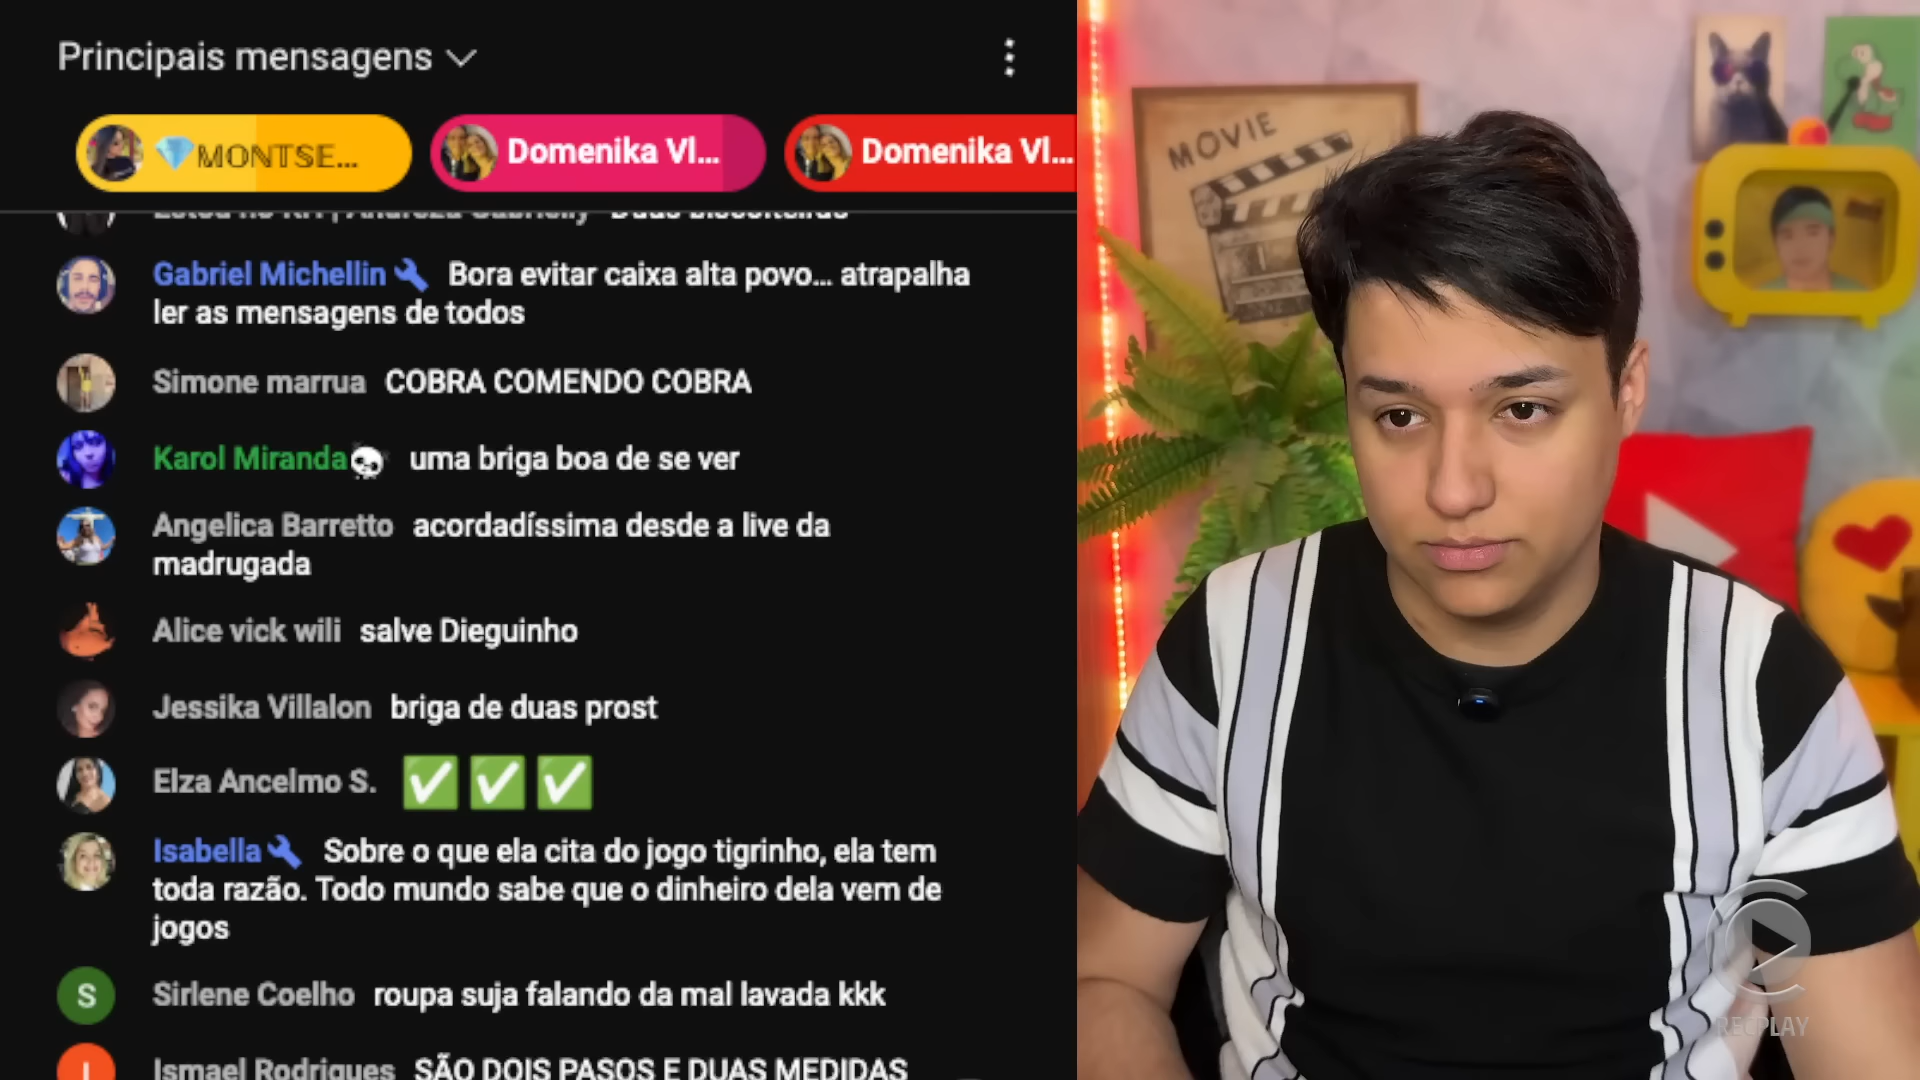 Principais mensagens
💎MONTSE...
Domenika Vl...
Domenika Vl...
Gabriel Michellin Bora evitar caixa alta povo... atrapalha
ler as mensagens de todos
Simone marrua COBRA COMENDO COBRA
Karol Miranda uma briga boa de se ver
Angelica Barretto acordadíssima desde a live da
madrugada
Alice vick wili salve Dieguinho
Jessika Villalon briga de duas prost
Elza Ancelmo S. ✅ ✅ ✅
Isabella Sobre o que ela cita do jogo tigrinho, ela tem
toda razão. Todo mundo sabe que o dinheiro dela vem de
jogos
S
Sirlene Coelho roupa suja falando da mal lavada kkk
Ismael Rodrigues SÃO DOIS PASOS E DUAS MEDIDAS
MOVIE
RECPLAY